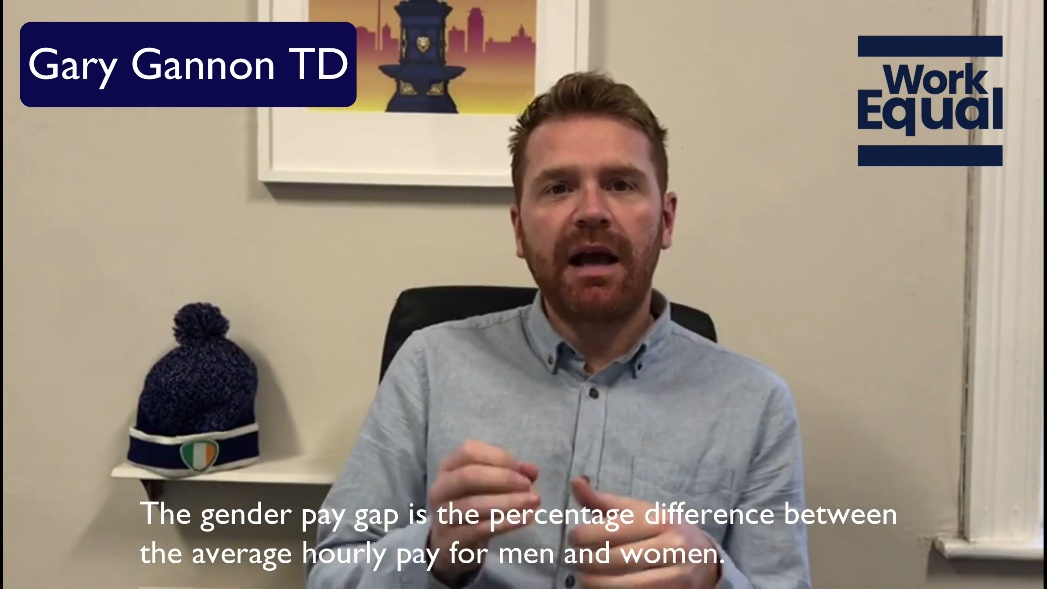 Gary Gannon TD
Work
Equal
The gender pay gap is the percentage difference between
the average hourly pay for men and women.